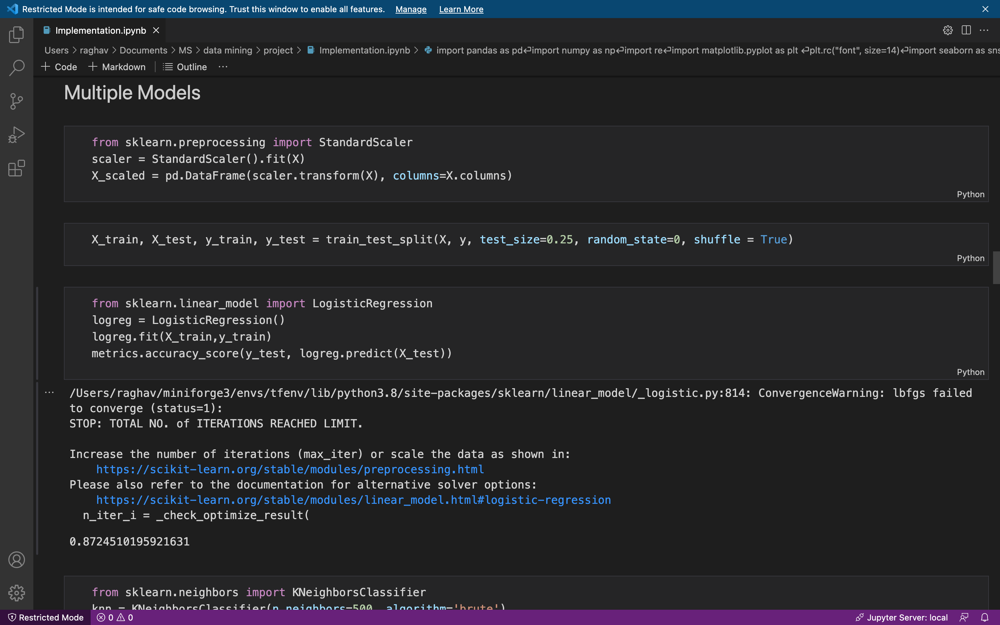 Restricted Mode is intended for safe code browsing. Trust this window to enable all features. Manage Learn More
Implementation.ipynb
Users > raghav > Documents > MS > data mining > project > Implementation.ipynb > import pandas as pd↵import numpy as np↵import re↵import matplotlib.pyplot as plt ↵plt.rc("font", size=14)↵import seaborn as sns
+ Code + Markdown | Outline ···
Multiple Models
from sklearn.preprocessing import StandardScaler
scaler = StandardScaler().fit(X)
X_scaled = pd.DataFrame(scaler.transform(X), columns=X.columns)
Python
X_train, X_test, y_train, y_test = train_test_split(X, y, test_size=0.25, random_state=0, shuffle = True)
Python
from sklearn.linear_model import LogisticRegression
logreg = LogisticRegression()
logreg.fit(X_train,y_train)
metrics.accuracy_score(y_test, logreg.predict(X_test))
Python
/Users/raghav/miniforge3/envs/tfenv/lib/python3.8/site-packages/sklearn/linear_model/_logistic.py:814: ConvergenceWarning: lbfgs failed
to converge (status=1):
STOP: TOTAL NO. of ITERATIONS REACHED LIMIT.
Increase the number of iterations (max_iter) or scale the data as shown in:
https://scikit-learn.org/stable/modules/preprocessing.html
Please also refer to the documentation for alternative solver options:
https://scikit-learn.org/stable/modules/linear_model.html#logistic-regression
n_iter_i = _check_optimize_result(
0.8724510195921631
from sklearn.neighbors import KNeighborsClassifier
knn = KNeighborsClassifier(n_neighbors=500, algorithm='brute')
Restricted Mode 0 0 Jupyter Server: local